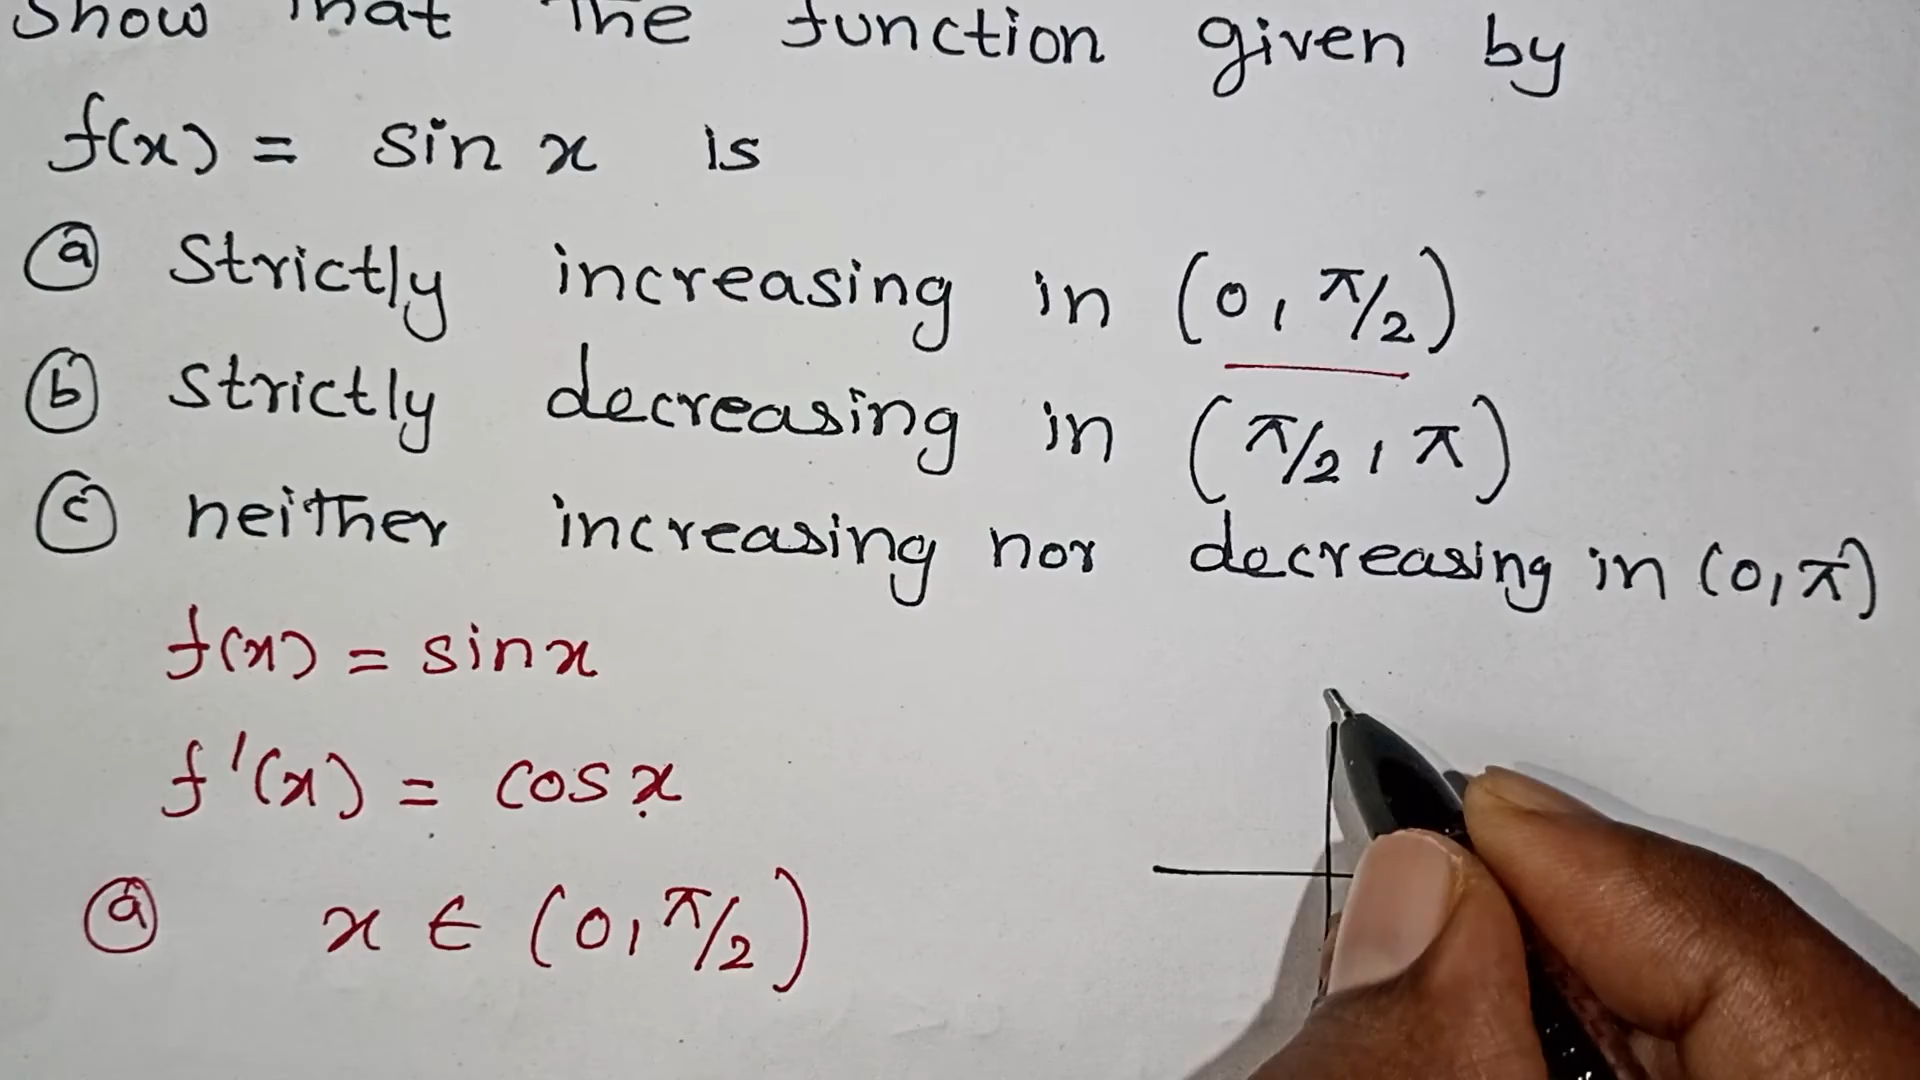 Show that the function given by
f(x) = sin x is
ⓐ Strictly increasing in (0, π/2)
ⓑ Strictly decreasing in (π/2, π)
ⓒ neither increasing nor decreasing in (0, π)
f(x) = sinx
f'(x) = cos x
ⓐ x ∈ (0, π/2)